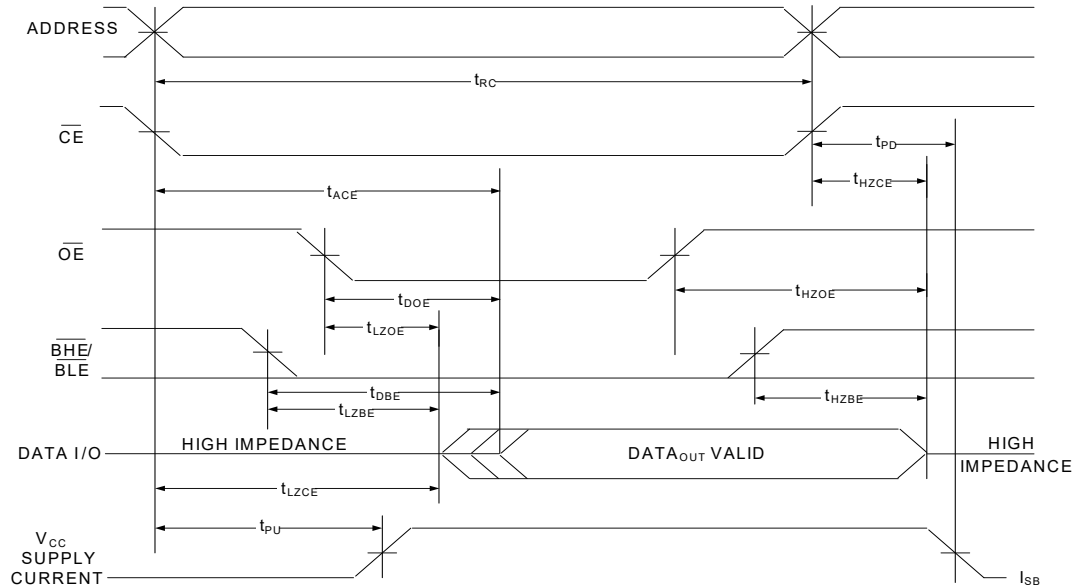 ADDRESS
tRC
CE
tPD
tHZCE
tACE
OE
tDOE
tHZOE
tLZOE
BHE/
BLE
tDBE
tLZBE
tHZBE
DATA I/O
HIGH IMPEDANCE
DATAOUT VALID
HIGH
IMPEDANCE
tLZCE
tPU
VCC
SUPPLY
CURRENT
ISB